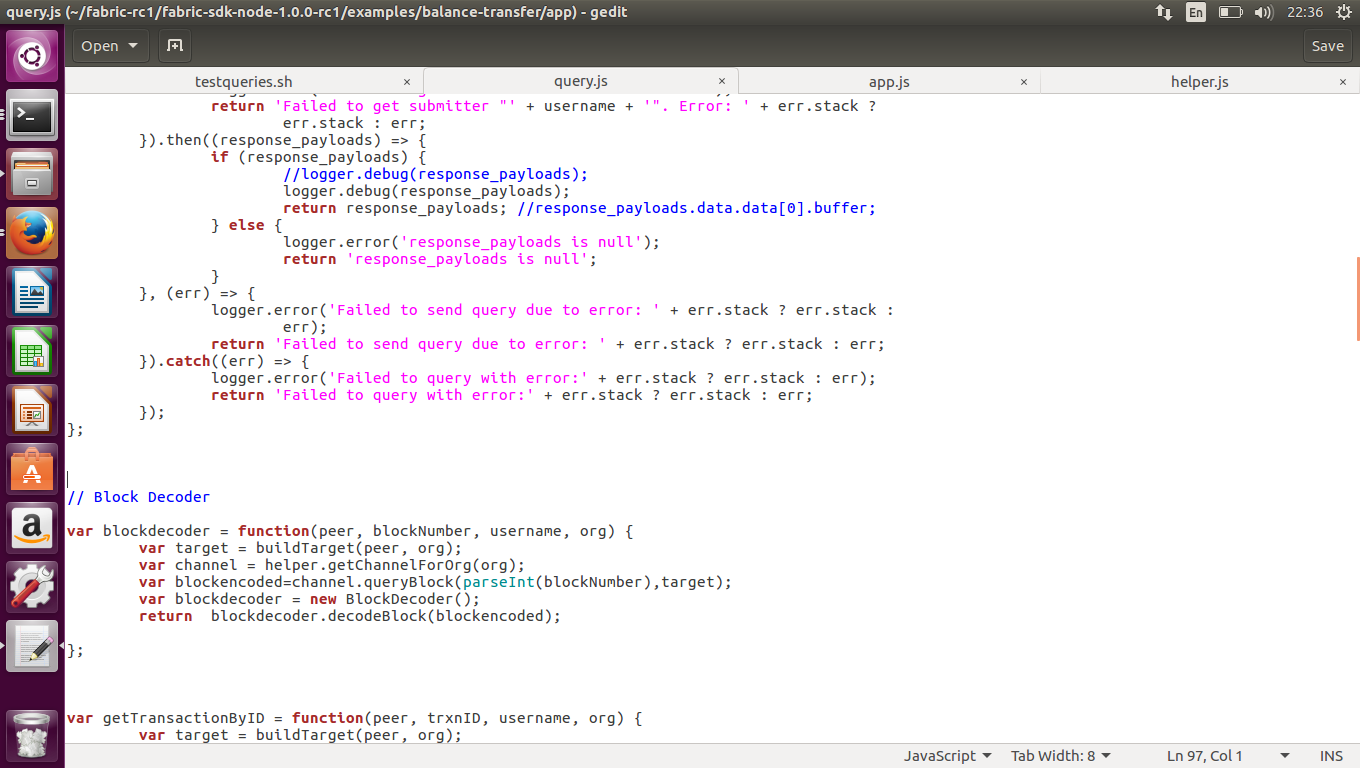 query.js (~/fabric-rc1/fabric-sdk-node-1.0.0-rc1/examples/balance-transfer/app) - gedit
En
22:36
Open
Save
testqueries.sh ×
query.js ×
app.js ×
helper.js ×
return 'Failed to get submitter "' + username + '". Error: ' + err.stack ?
err.stack : err;
}).then((response_payloads) => {
if (response_payloads) {
//logger.debug(response_payloads);
logger.debug(response_payloads);
return response_payloads; //response_payloads.data.data[0].buffer;
} else {
logger.error('response_payloads is null');
return 'response_payloads is null';
}
}, (err) => {
logger.error('Failed to send query due to error: ' + err.stack ? err.stack :
err);
return 'Failed to send query due to error: ' + err.stack ? err.stack : err;
}).catch((err) => {
logger.error('Failed to query with error:' + err.stack ? err.stack : err);
return 'Failed to query with error:' + err.stack ? err.stack : err;
});
};
// Block Decoder
var blockdecoder = function(peer, blockNumber, username, org) {
var target = buildTarget(peer, org);
var channel = helper.getChannelForOrg(org);
var blockencoded=channel.queryBlock(parseInt(blockNumber),target);
var blockdecoder = new BlockDecoder();
return  blockdecoder.decodeBlock(blockencoded);
};
var getTransactionByID = function(peer, trxnID, username, org) {
var target = buildTarget(peer, org);
JavaScript
Tab Width: 8
Ln 97, Col 1
INS